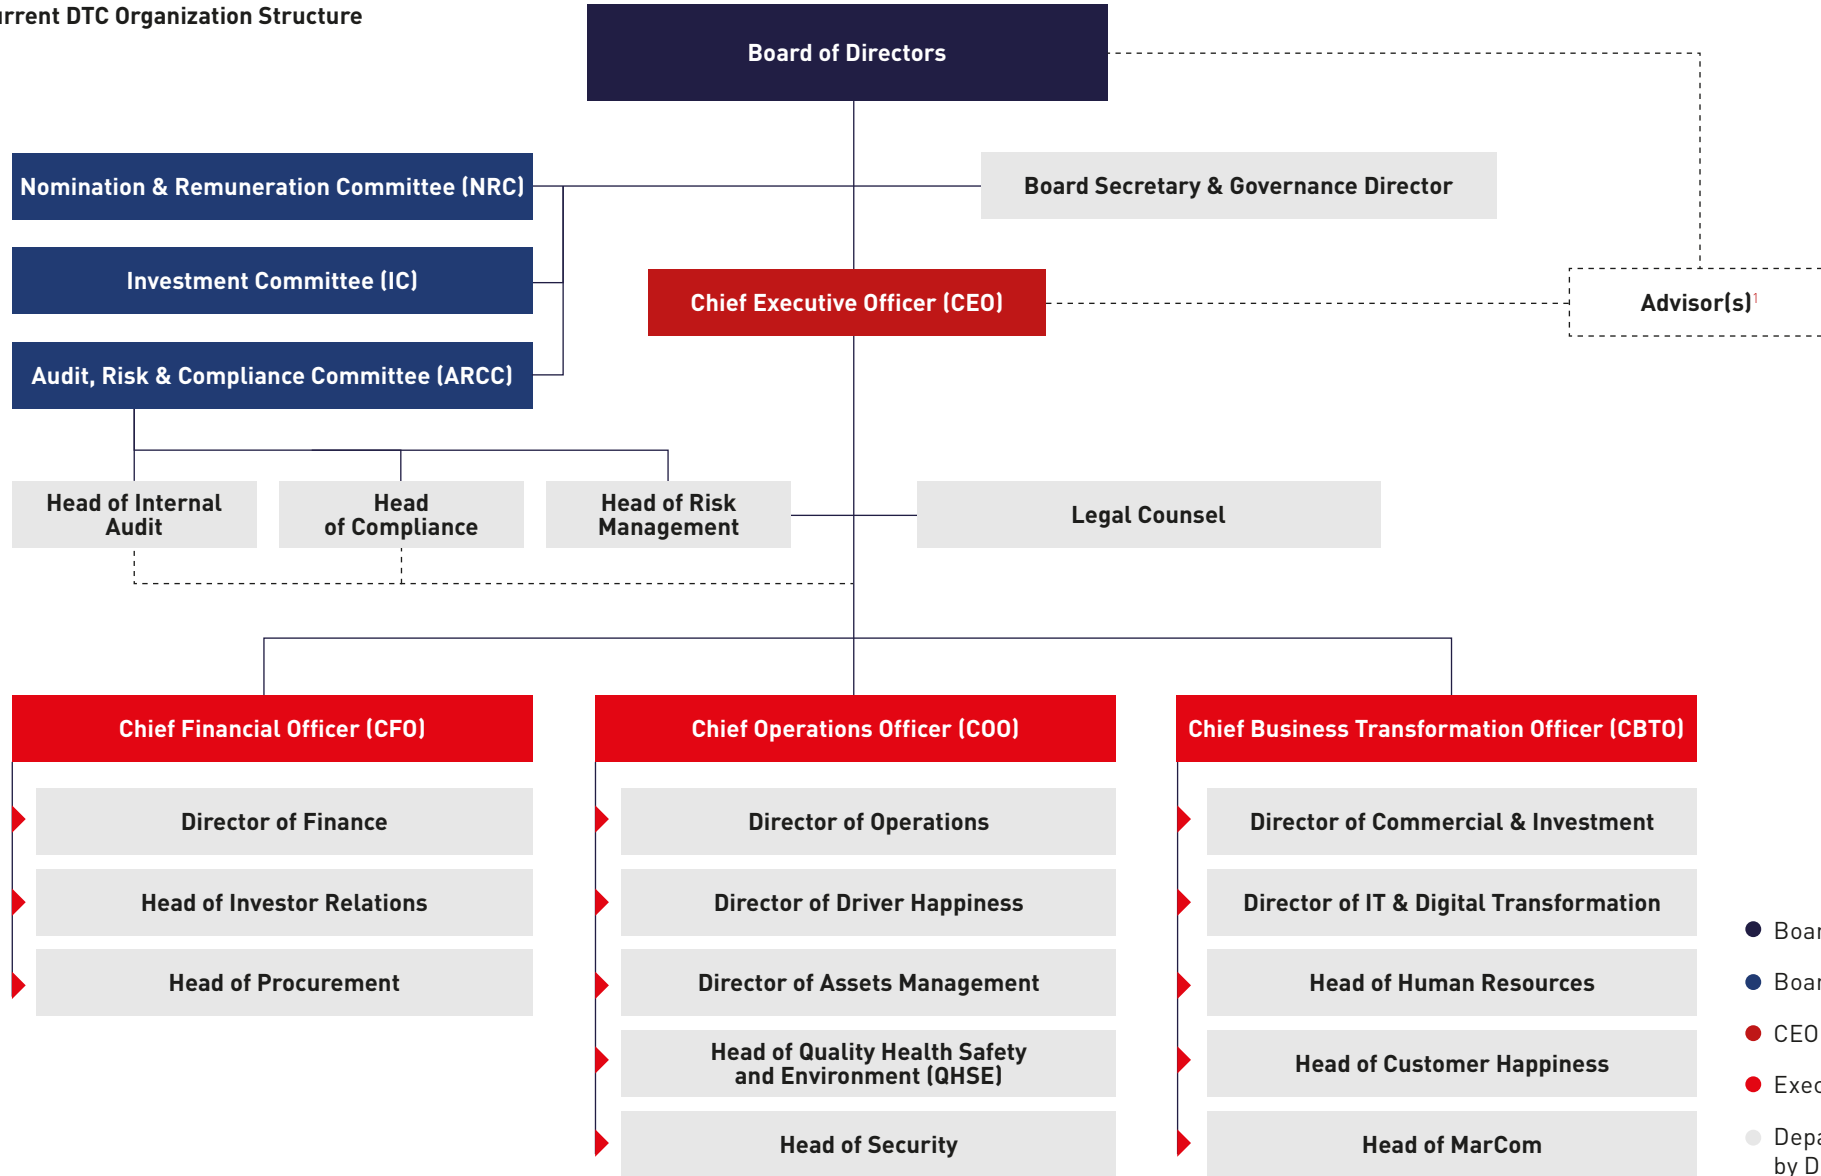 DTC Organization Structure
Board of Directors
Nomination & Remuneration Committee (NRC)
Board Secretary & Governance Director
Investment Committee (IC)
Chief Executive Officer (CEO)
Advisor(s)1
Audit, Risk & Compliance Committee (ARCC)
Head of Internal
Audit
Head
of Compliance
Head of Risk
Management
Legal Counsel
Chief Financial Officer (CFO)
Director of Finance
Head of Investor Relations
Head of Procurement
Chief Operations Officer (COO)
Director of Operations
Director of Driver Happiness
Director of Assets Management
Head of Quality Health Safety
and Environment (QHSE)
Head of Security
Chief Business Transformation Officer (CBTO)
Director of Commercial & Investment
Director of IT & Digital Transformation
Head of Human Resources
Head of Customer Happiness
Head of MarCom
CEO
by